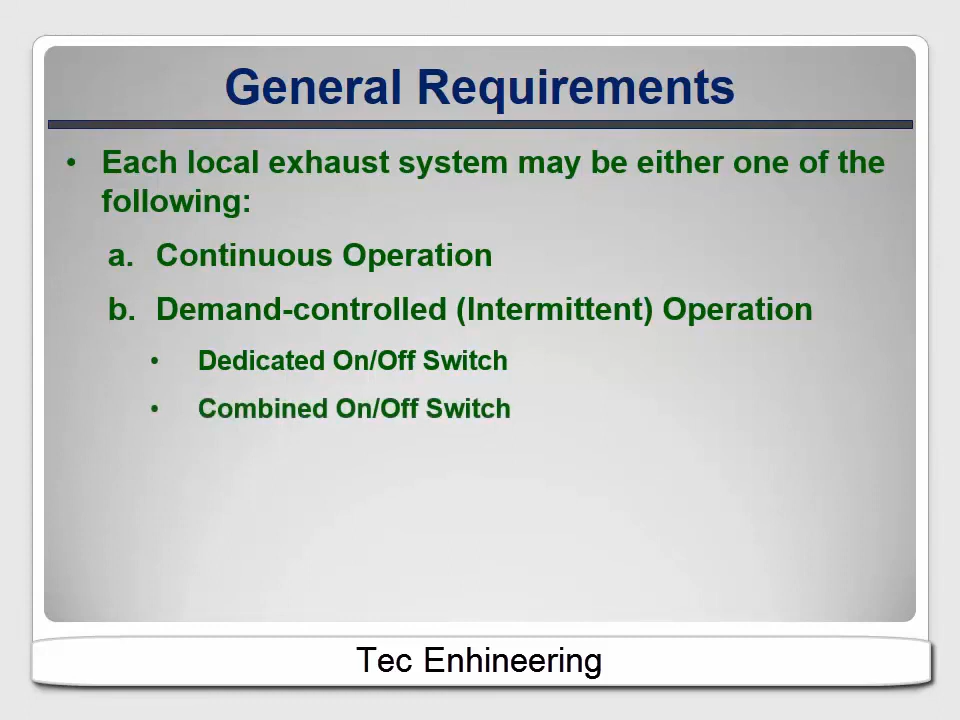 General Requirements
• Each local exhaust system may be either one of the
following:
a. Continuous Operation
b. Demand-controlled (Intermittent) Operation
• Dedicated On/Off Switch
• Combined On/Off Switch
Tec Enhineering